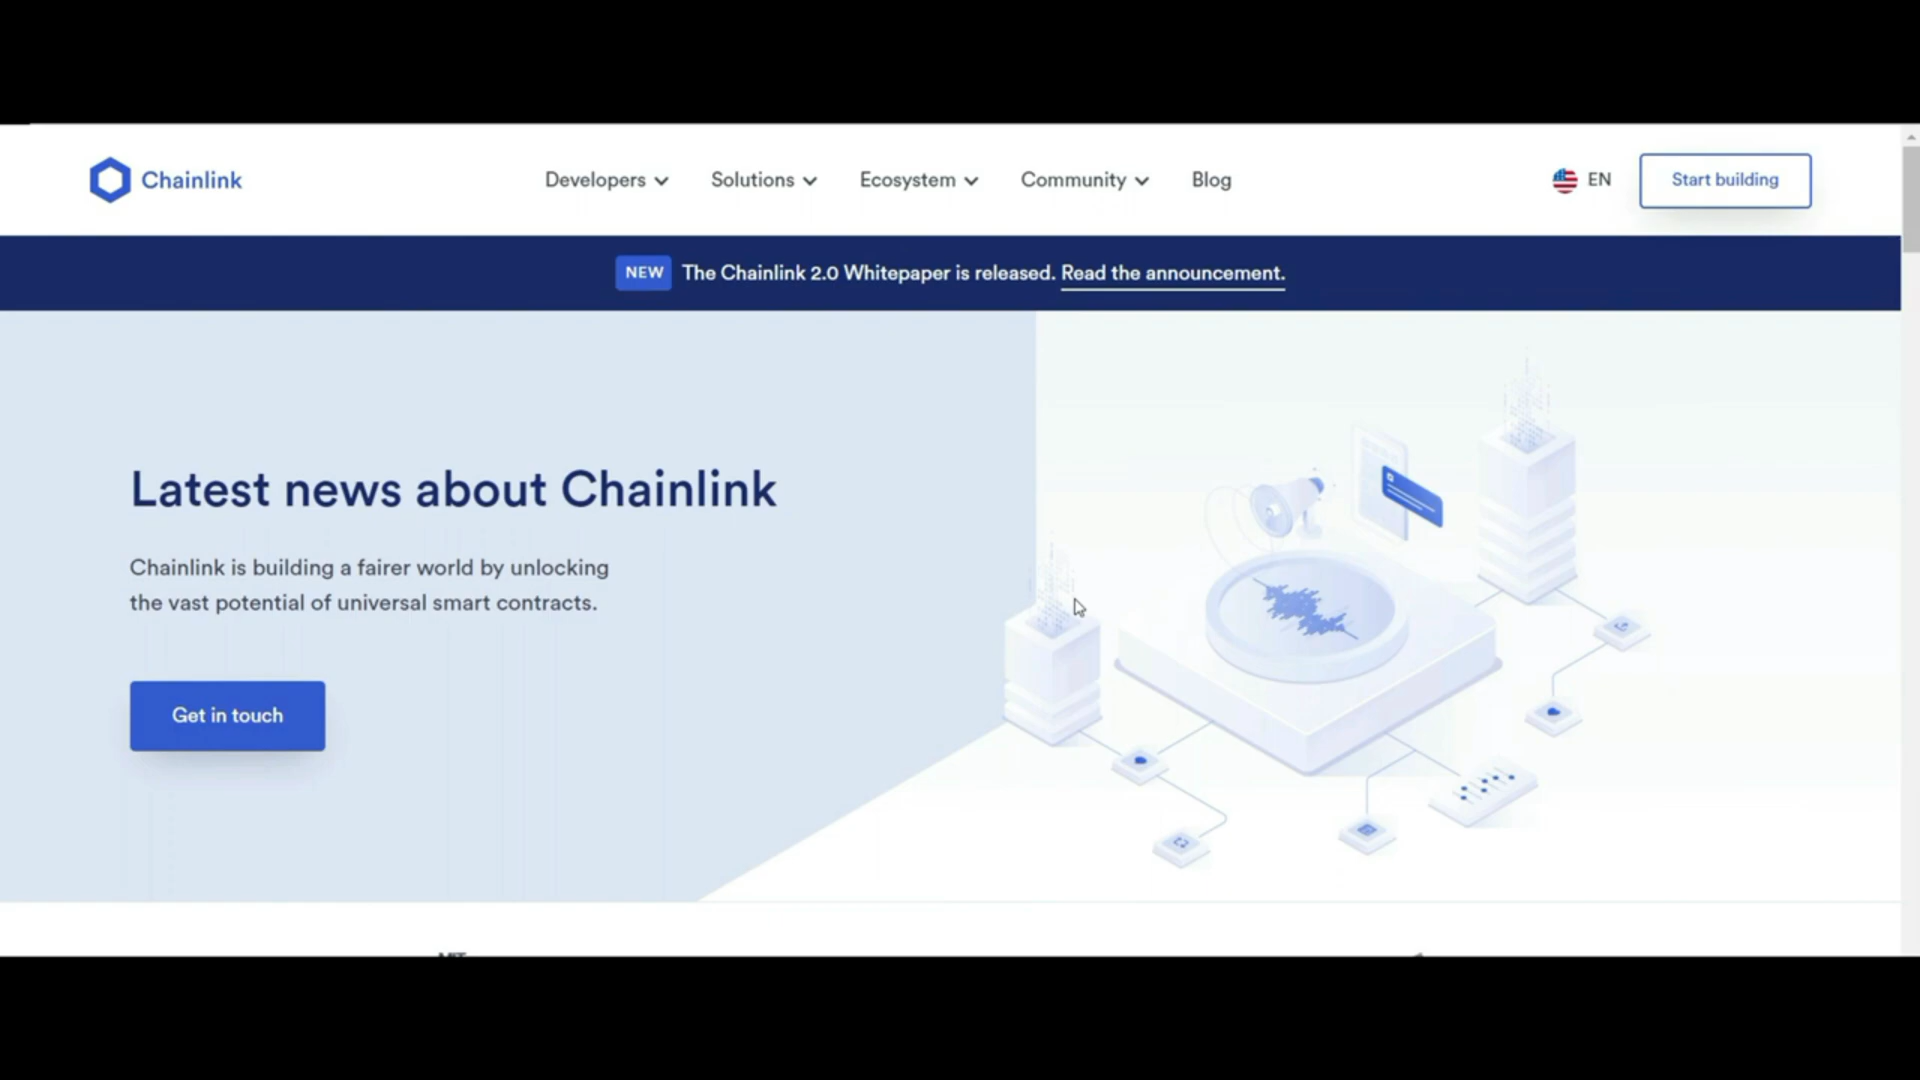 Chainlink
Developers
Solutions
Ecosystem
Community
Blog
EN
Start building
NEW
The Chainlink 2.0 Whitepaper is released. Read the announcement.
Latest news about Chainlink
Chainlink is building a fairer world by unlocking
the vast potential of universal smart contracts.
Get in touch